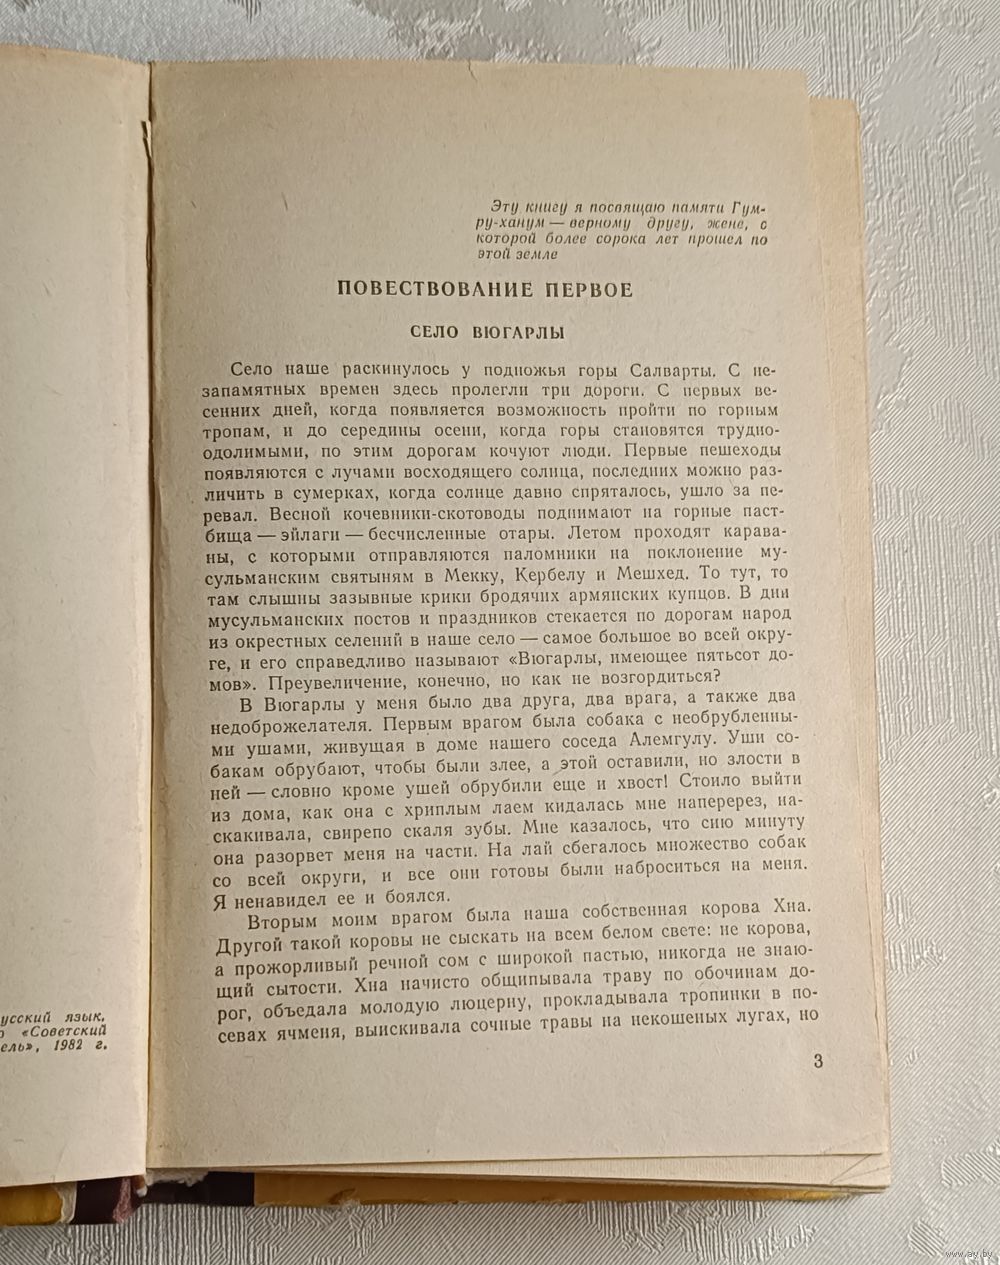 Эту книгу я посвящаю памяти Гум-
ру-ханум — верному другу, жене, с
которой более сорока лет прошел по
этой земле
ПОВЕСТВОВАНИЕ ПЕРВОЕ
СЕЛО ВЮГАРЛЫ
Село наше раскинулось у подножья горы Салварты. С не-
запамятных времен здесь пролегли три дороги. С первых ве-
сенних дней, когда появляется возможность пройти по горным
тропам, и до середины осени, когда горы становятся трудно-
одолимыми, по этим дорогам кочуют люди. Первые пешеходы
появляются с лучами восходящего солнца, последних можно раз-
личить в сумерках, когда солнце давно спряталось, ушло за пе-
ревал. Весной кочевники-скотоводы поднимают на горные паст-
бища — эйлаги — бесчисленные отары. Летом проходят карава-
ны, с которыми отправляются паломники на поклонение му-
сульманским святыням в Мекку, Кербелу и Мешхед. То тут, то
там слышны зазывные крики бродячих армянских купцов. В дни
мусульманских постов и праздников стекается по дорогам народ
из окрестных селений в наше село — самое большое во всей окру-
ге, и его справедливо называют «Вюгарлы, имеющее пятьсот до-
мов». Преувеличение, конечно, но как не возгордиться?
В Вюгарлы у меня было два друга, два врага, а также два
недоброжелателя. Первым врагом была собака с необрубленны-
ми ушами, живущая в доме нашего соседа Алемгулу. Уши со-
бакам обрубают, чтобы были злее, а этой оставили, но злости в
ней — словно кроме ушей обрубили еще и хвост! Стоило выйти
из дома, как она с хриплым лаем кидалась мне наперерез, на-
скакивала, свирепо скаля зубы. Мне казалось, что сию минуту
она разорвет меня на части. На лай сбегалось множество собак
со всей округи, и все они готовы были наброситься на меня.
Я ненавидел ее и боялся.
Вторым моим врагом была наша собственная корова Хна.
Другой такой коровы не сыскать на всем белом свете: не корова,
а прожорливый речной сом с широкой пастью, никогда не знаю-
щий сытости. Хна начисто общипывала траву по обочинам до-
рог, объедала молодую люцерну, прокладывала тропинки в по-
севах ячменя, выискивала сочные травы на некошеных лугах, но
3
усский язык,
о «Советский
ель», 1982 г.
www.ay.by